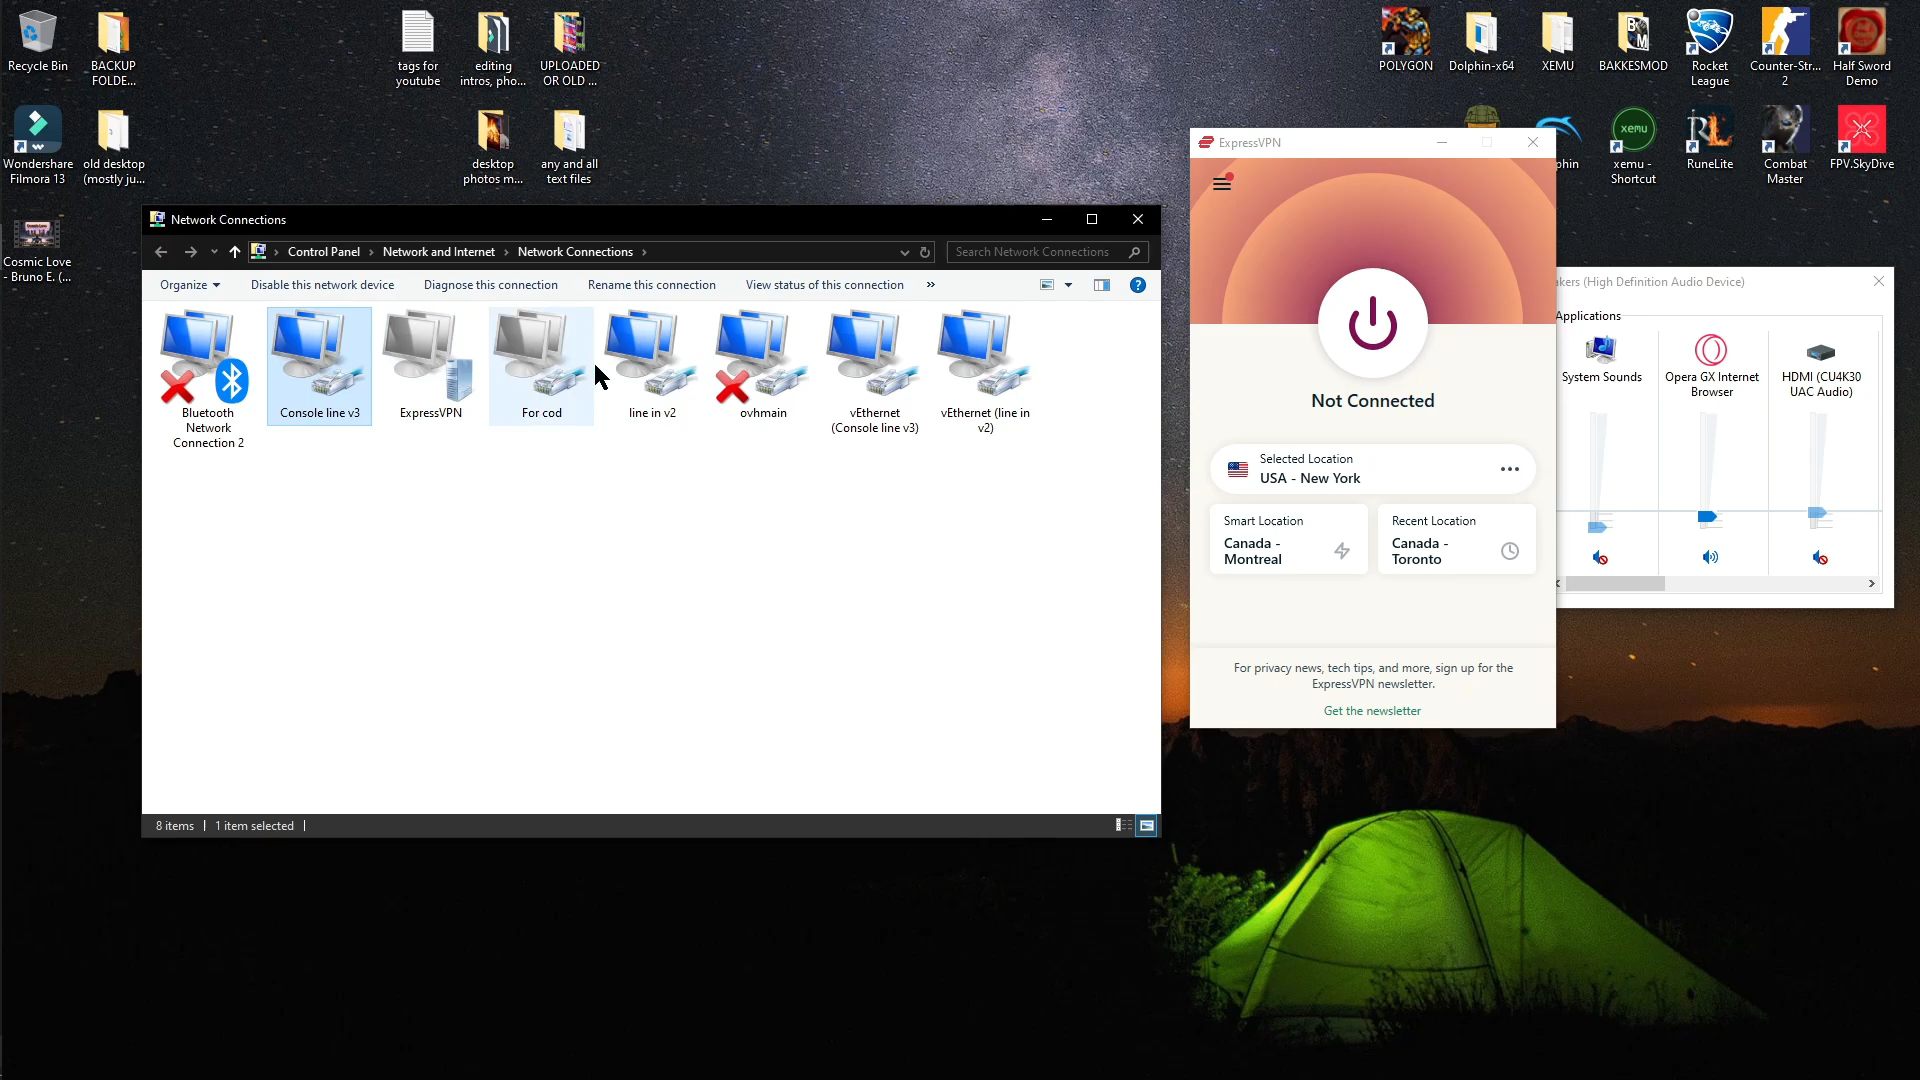 Recycle Bin
BACKUP
FOLDE...
tags for
youtube
editing
intros, pho...
UPLOADED
OR OLD ...
POLYGON
Dolphin-x64
XEMU
BAKKESMOD
Rocket
League
Counter-Str...
2
Half Sword
Demo
Wondershare
Filmora 13
old desktop
(mostly ju...
desktop
photos m...
any and all
text files
phin
xemu
xemu -
Shortcut
RuneLite
Combat
Master
FPV.SkyDive
Cosmic Love
- Bruno E. (...
Network Connections
Control Panel
Network and Internet
Network Connections
Search Network Connections
Organize
Disable this network device
Diagnose this connection
Rename this connection
View status of this connection
»
Bluetooth
Network
Connection 2
Console line v3
ExpressVPN
For cod
line in v2
ovhmain
vEthernet
(Console line v3)
vEthernet (line in
v2)
8 items
1 item selected
ExpressVPN
Not Connected
Selected Location
USA - New York
Smart Location
Canada -
Montreal
Recent Location
Canada -
Toronto
For privacy news, tech tips, and more, sign up for the
ExpressVPN newsletter.
Get the newsletter
kers (High Definition Audio Device)
Applications
System Sounds
Opera GX Internet
Browser
HDMI (CU4K30
UAC Audio)